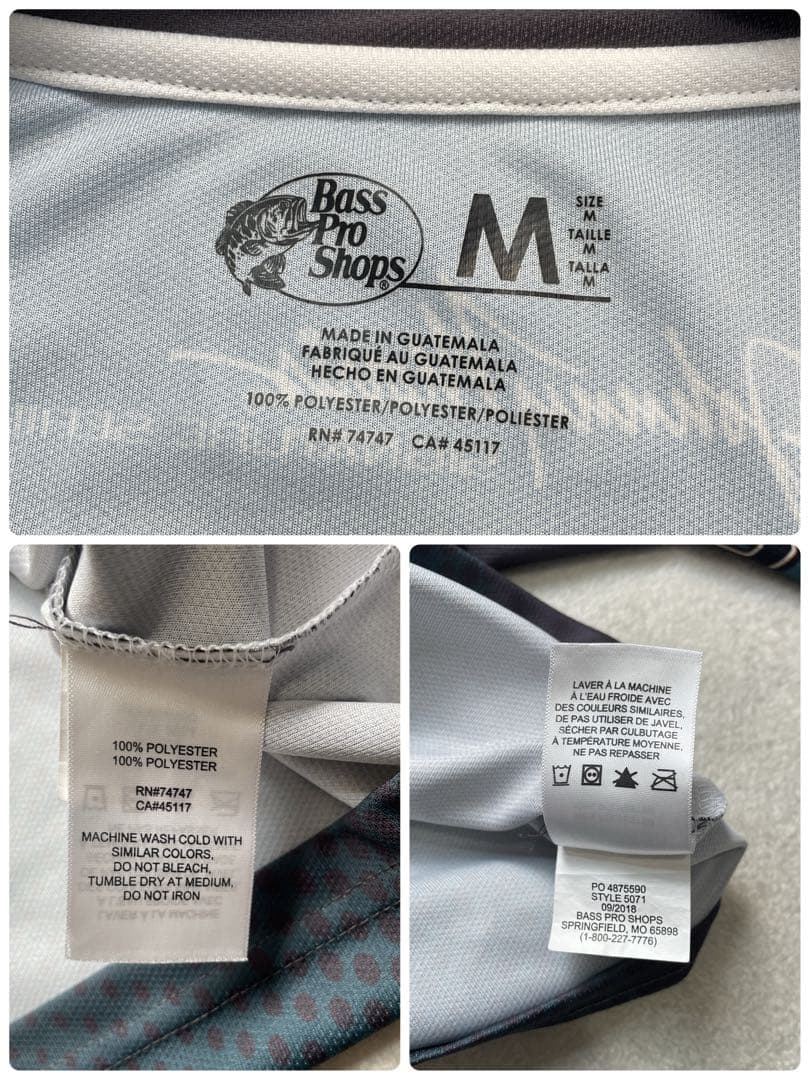 Bass
Pro
Shops®
M
SIZE
M
TAILLE
M
TALLA
M
MADE IN GUATEMALA
FABRIQUÉ AU GUATEMALA
HECHO EN GUATEMALA
100% POLYESTER/POLYESTER/POLIÉSTER
RN# 74747 CA# 45117
100% POLYESTER
100% POLYESTER
RN#74747
CA#45117
MACHINE WASH COLD WITH
SIMILAR COLORS,
DO NOT BLEACH,
TUMBLE DRY AT MEDIUM,
DO NOT IRON
LAVER À LA MACHINE
À L'EAU FROIDE AVEC
DES COULEURS SIMILAIRES,
DE PAS UTILISER DE JAVEL,
SÉCHER PAR CULBUTAGE
À TEMPÉRATURE MOYENNE,
NE PAS REPASSER
PO 4875590
STYLE 5071
09/2018
BASS PRO SHOPS
SPRINGFIELD, MO 65898
(1-800-227-7776)